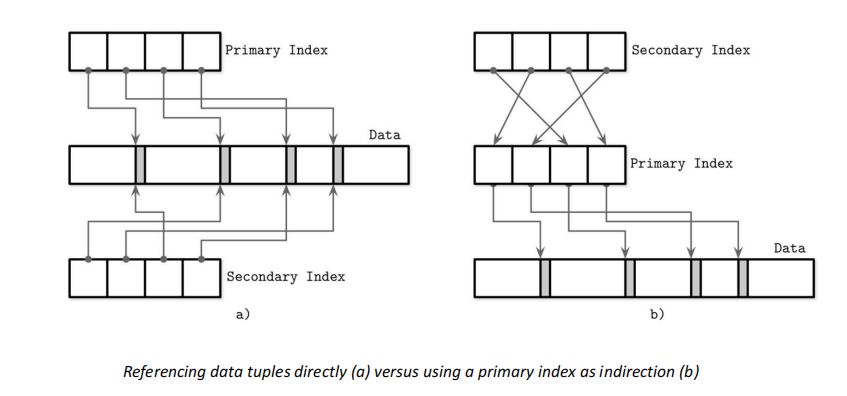 Primary Index
Data
Secondary Index
a)
Secondary Index
Primary Index
Data
b)
Referencing data tuples directly (a) versus using a primary index as indirection (b)